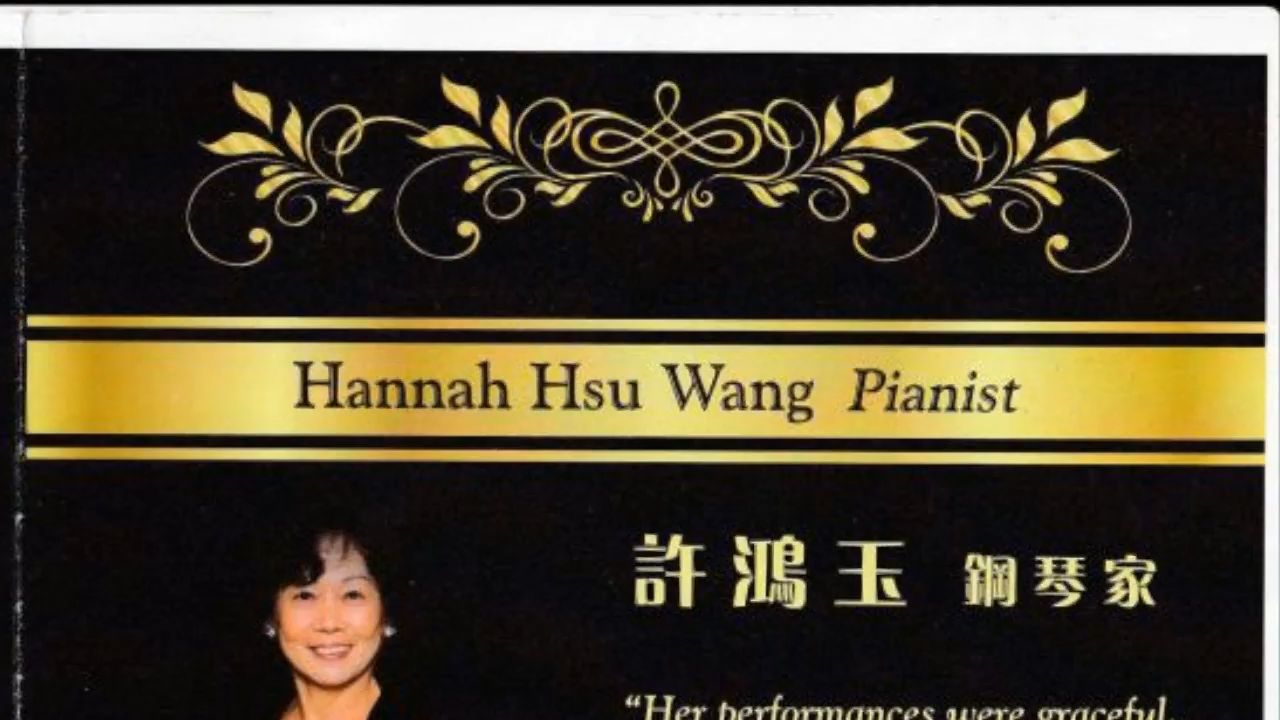 Hannah Hsu Wang Pianist
許鴻玉 鋼琴家
“Her performances were graceful,